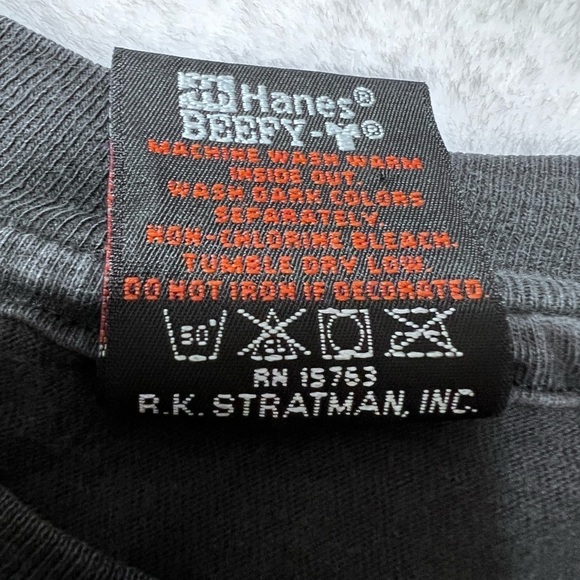 Hanes®
BEEFY-T®
MACHINE WASH WARM
INSIDE OUT.
WASH DARK COLORS
SEPARATELY.
NON-CHLORINE BLEACH.
TUMBLE DRY LOW.
DO NOT IRON IF DECORATED
50°
RN 15763
R.K. STRATMAN, INC.